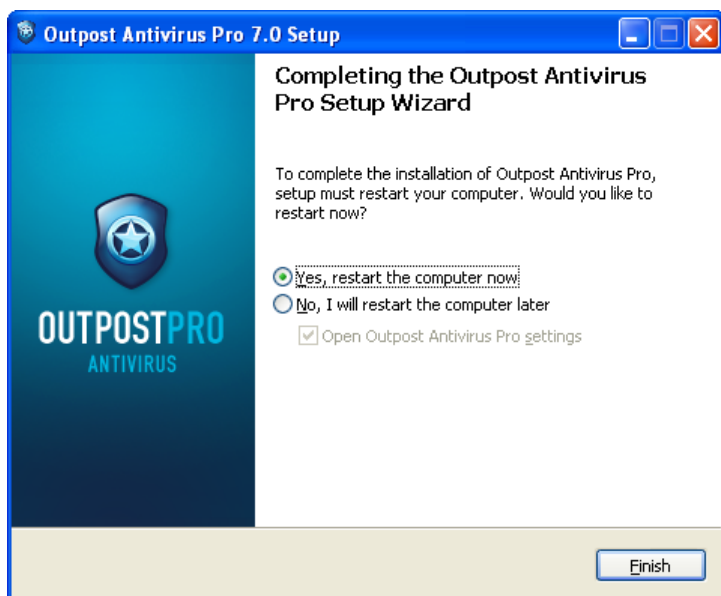 Outpost Antivirus Pro 7.0 Setup
Completing the Outpost Antivirus
Pro Setup Wizard
To complete the installation of Outpost Antivirus Pro,
setup must restart your computer. Would you like to
restart now?
Yes, restart the computer now
No, I will restart the computer later
Open Outpost Antivirus Pro settings
OUTPOSTPRO
ANTIVIRUS
Finish